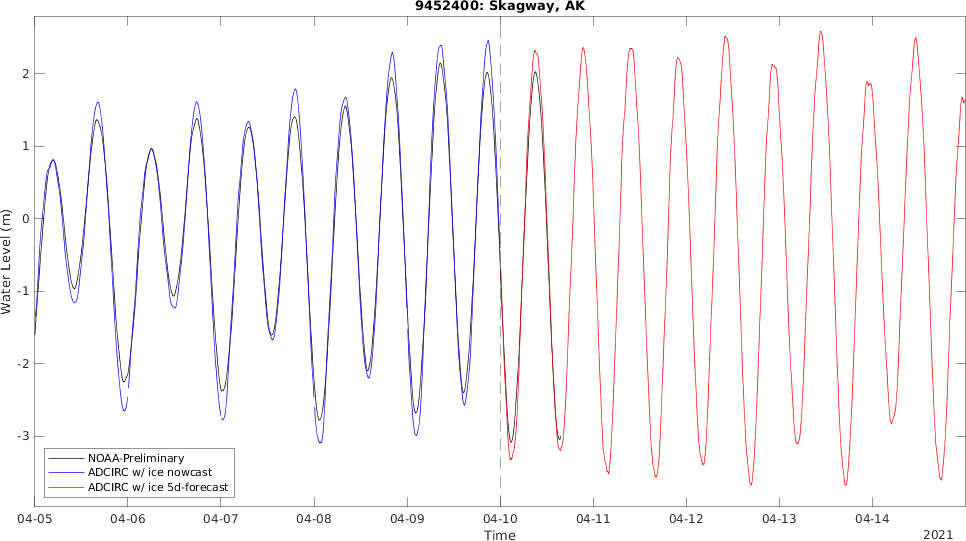 9452400: Skagway, AK
Water Level (m)
2
1
0
-1
-2
-3
NOAA-Preliminary
ADCIRC w/ ice nowcast
ADCIRC w/ ice 5d-forecast
04-05 04-06 04-07 04-08 04-09 04-10 04-11 04-12 04-13 04-14
Time
2021